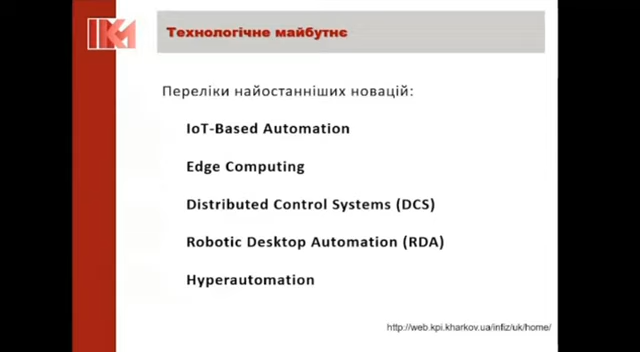 Технологічне майбутнє
Переліки найостанніших новацій:
IoT-Based Automation
Edge Computing
Distributed Control Systems (DCS)
Robotic Desktop Automation (RDA)
Hyperautomation
http://web.kpi.kharkov.ua/infiz/uk/home/